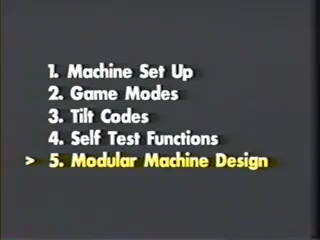 1. Machine Set Up
2. Game Modes
3. Tilt Codes
4. Self Test Functions
> 5. Modular Machine Design